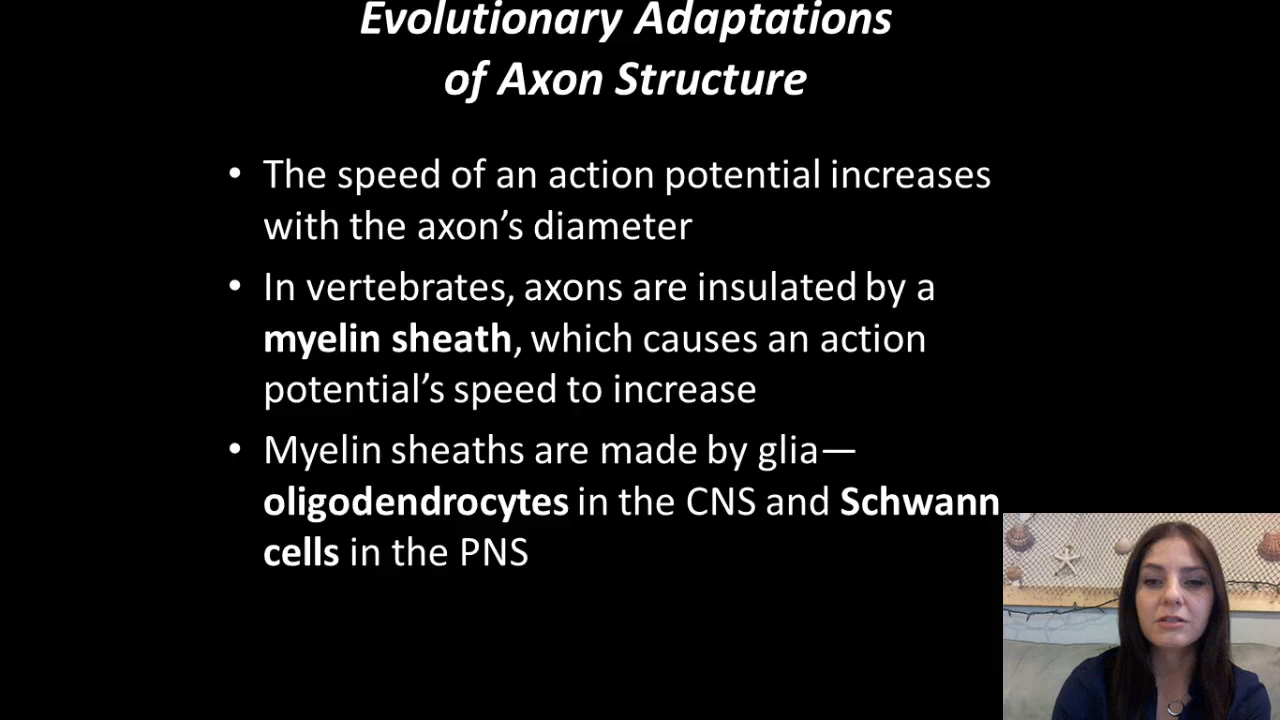 Evolutionary Adaptations
of Axon Structure
• The speed of an action potential increases
with the axon’s diameter
• In vertebrates, axons are insulated by a
myelin sheath, which causes an action
potential’s speed to increase
• Myelin sheaths are made by glia—
oligodendrocytes in the CNS and Schwann
cells in the PNS